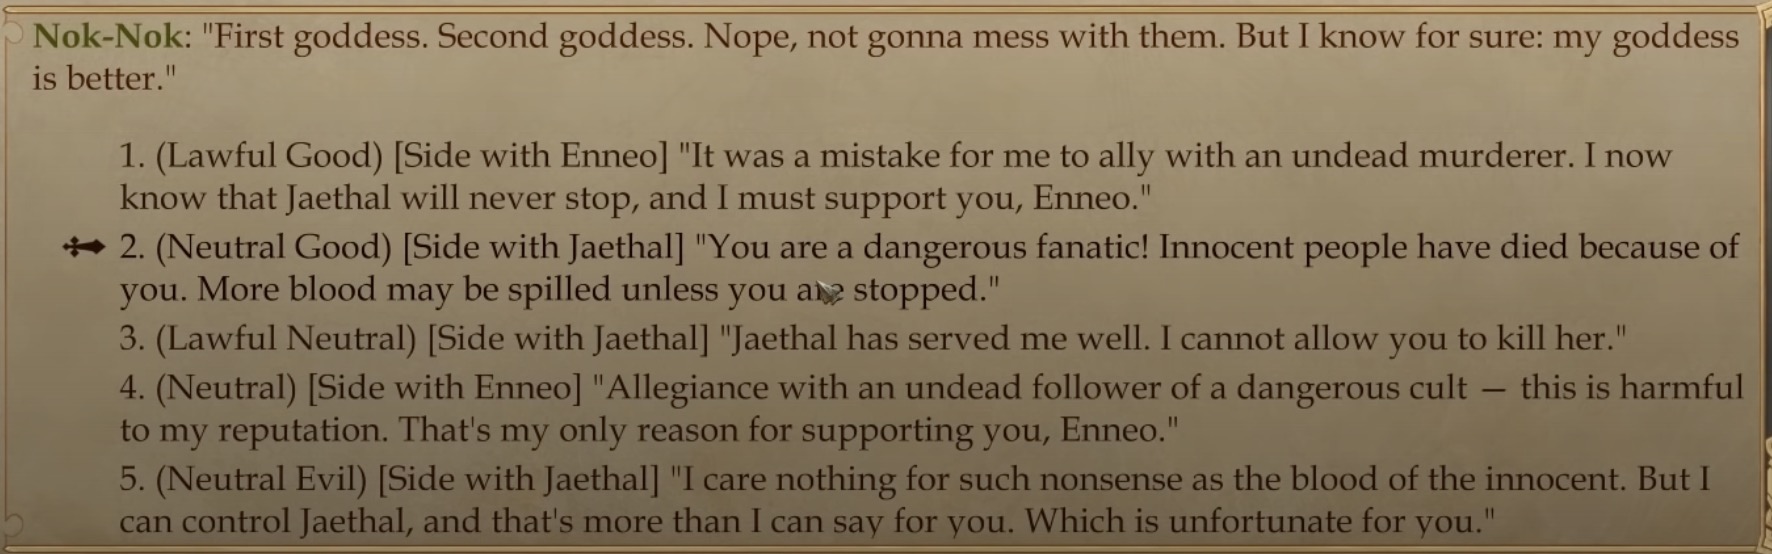 Nok-Nok: "First goddess. Second goddess. Nope, not gonna mess with them. But I know for sure: my goddess
is better."
1. (Lawful Good) [Side with Enneo] "It was a mistake for me to ally with an undead murderer. I now
know that Jaethal will never stop, and I must support you, Enneo."
2. (Neutral Good) [Side with Jaethal] "You are a dangerous fanatic! Innocent people have died because of
you. More blood may be spilled unless you are stopped."
3. (Lawful Neutral) [Side with Jaethal] "Jaethal has served me well. I cannot allow you to kill her."
4. (Neutral) [Side with Enneo] "Allegiance with an undead follower of a dangerous cult — this is harmful
to my reputation. That's my only reason for supporting you, Enneo."
5. (Neutral Evil) [Side with Jaethal] "I care nothing for such nonsense as the blood of the innocent. But I
can control Jaethal, and that's more than I can say for you. Which is unfortunate for you."